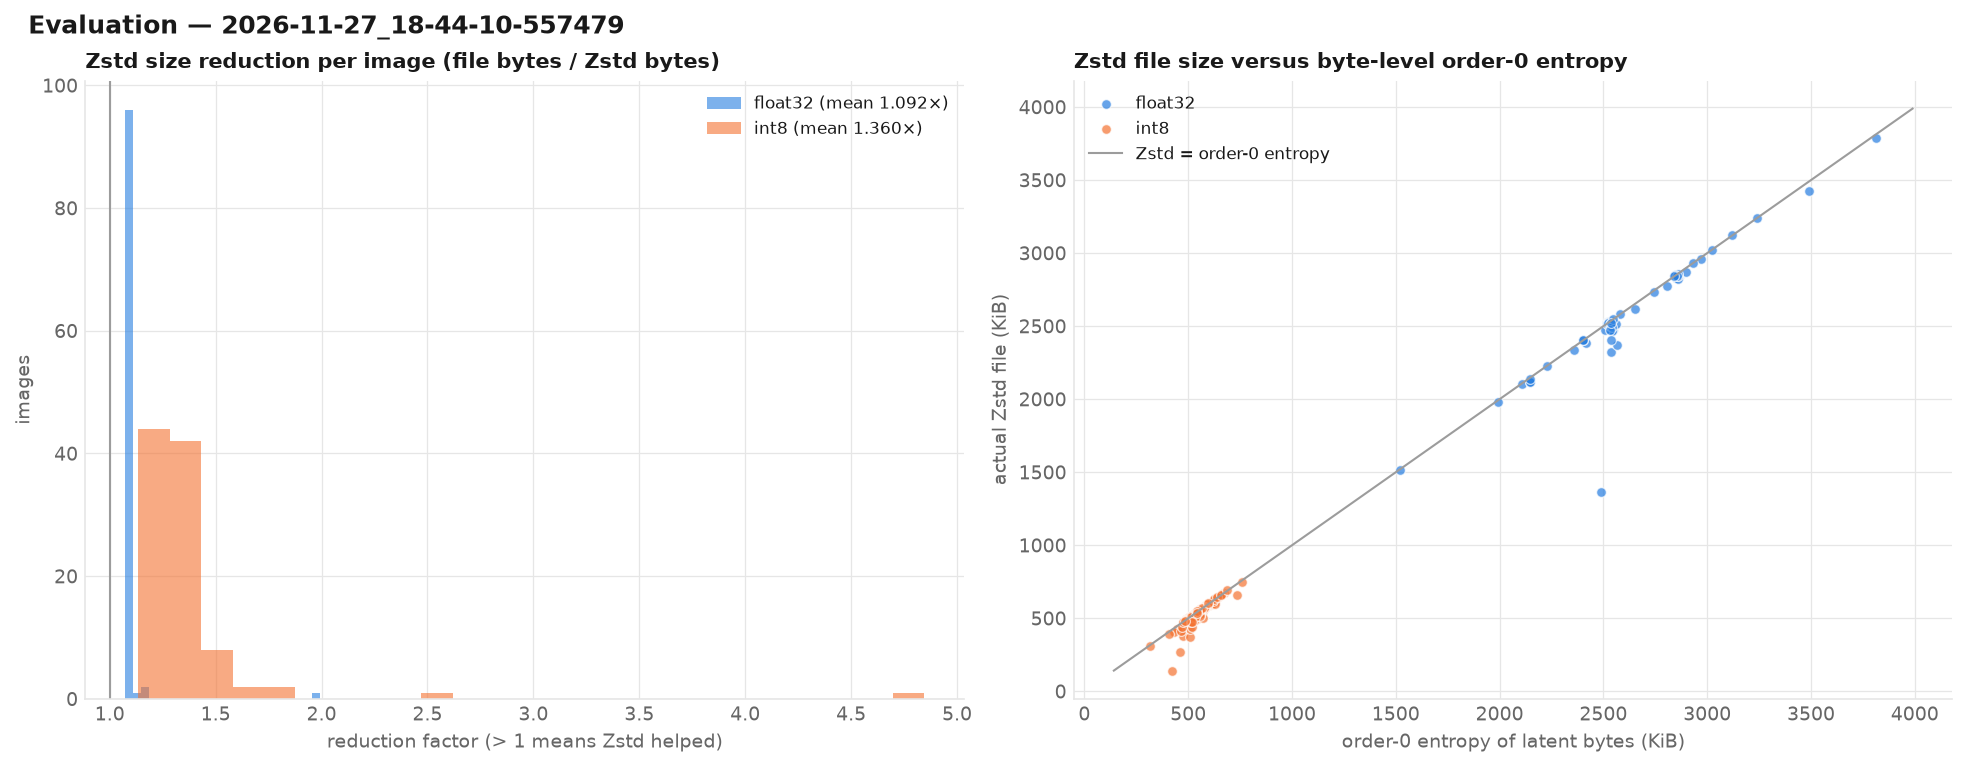 Evaluation — 2026-11-27_18-44-10-557479
Zstd size reduction per image (file bytes / Zstd bytes)
float32 (mean 1.092×)
int8 (mean 1.360×)
100
80
60
40
20
0
images
1.0 1.5 2.0 2.5 3.0 3.5 4.0 4.5 5.0
reduction factor (> 1 means Zstd helped)
Zstd file size versus byte-level order-0 entropy
float32
int8
Zstd = order-0 entropy
4000
3500
3000
2500
2000
1500
1000
500
0
actual Zstd file (KiB)
0 500 1000 1500 2000 2500 3000 3500 4000
order-0 entropy of latent bytes (KiB)